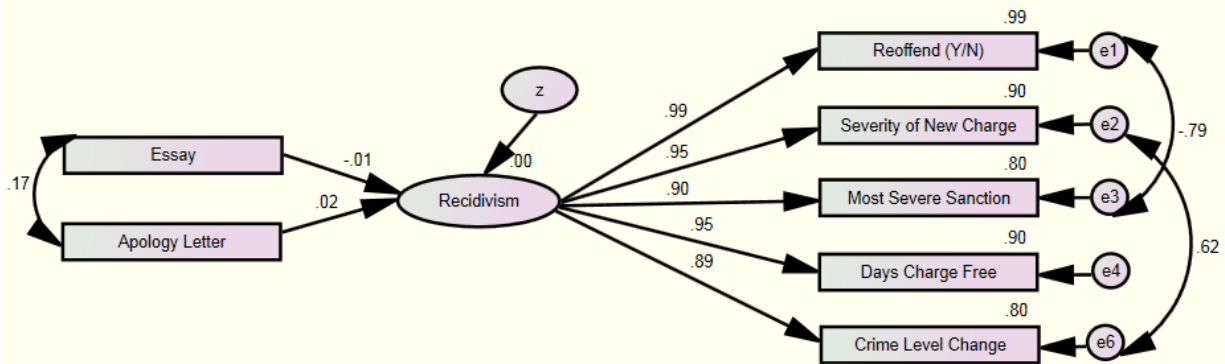 .99
Reoffend (Y/N)
e1
z
.99
.90
Severity of New Charge
e2
-.79
Essay
-.01
.00
.95
.17
.80
Recidivism
.90
Most Severe Sanction
e3
.02
Apology Letter
.95
.90
.62
.89
Days Charge Free
e4
.80
Crime Level Change
e6